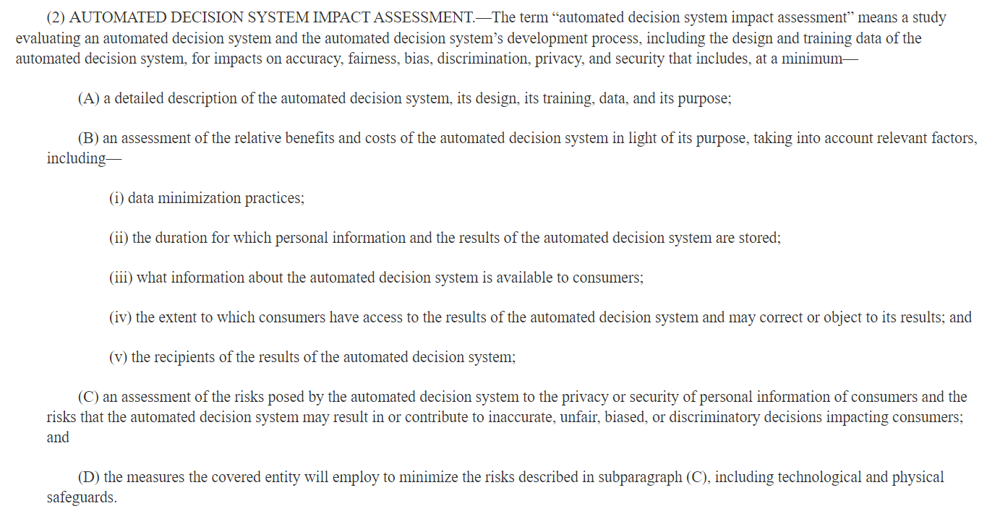 (2) AUTOMATED DECISION SYSTEM IMPACT ASSESSMENT.—The term “automated decision system impact assessment” means a study
evaluating an automated decision system and the automated decision system’s development process, including the design and training data of the
automated decision system, for impacts on accuracy, fairness, bias, discrimination, privacy, and security that includes, at a minimum—
(A) a detailed description of the automated decision system, its design, its training, data, and its purpose;
(B) an assessment of the relative benefits and costs of the automated decision system in light of its purpose, taking into account relevant factors,
including—
(i) data minimization practices;
(ii) the duration for which personal information and the results of the automated decision system are stored;
(iii) what information about the automated decision system is available to consumers;
(iv) the extent to which consumers have access to the results of the automated decision system and may correct or object to its results; and
(v) the recipients of the results of the automated decision system;
(C) an assessment of the risks posed by the automated decision system to the privacy or security of personal information of consumers and the
risks that the automated decision system may result in or contribute to inaccurate, unfair, biased, or discriminatory decisions impacting consumers;
and
(D) the measures the covered entity will employ to minimize the risks described in subparagraph (C), including technological and physical
safeguards.